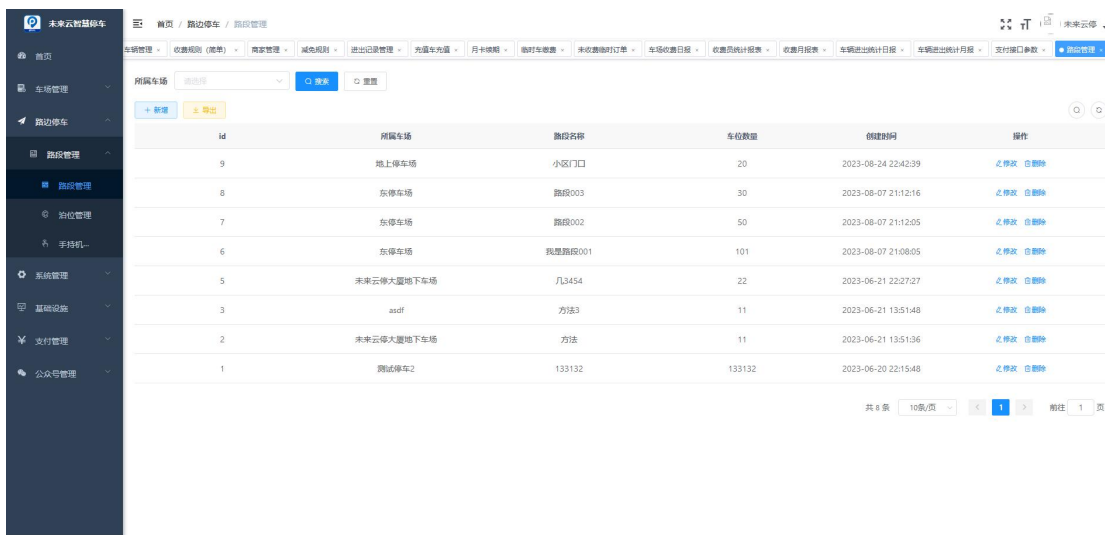 未来云智慧停车
首页 / 路边停车 / 路段管理
未来云停
车辆管理 × 收费规则（简单） × 商家管理 × 减免规则 × 进出记录管理 × 充值车充值 × 月卡续期 × 临时车缴费 × 未收费临时订单 × 车场收费日报 × 收费员统计报表 × 收费月报表 × 车辆进出统计日报 × 车辆进出统计月报 × 支付接口参数 × 路段管理 ×
首页
车场管理
路边停车
路段管理
路段管理
泊位管理
手持机...
系统管理
基础设施
支付管理
公众号管理
所属车场 请选择 搜索 重置
+ 新增 导出
id 所属车场 路段名称 车位数量 创建时间 操作
9 地上停车场 小区门口 20 2023-08-24 22:42:39 修改 删除
8 东停车场 路段003 30 2023-08-07 21:12:16 修改 删除
7 东停车场 路段002 50 2023-08-07 21:12:05 修改 删除
6 东停车场 我是路段001 101 2023-08-07 21:08:05 修改 删除
5 未来云停大厦地下车场 几3454 22 2023-06-21 22:27:27 修改 删除
3 asdf 方法3 11 2023-06-21 13:51:48 修改 删除
2 未来云停大厦地下车场 方法 11 2023-06-21 13:51:36 修改 删除
1 测试停车2 133132 133132 2023-06-20 22:15:48 修改 删除
共 8 条 10条/页 < 1 > 前往 1 页